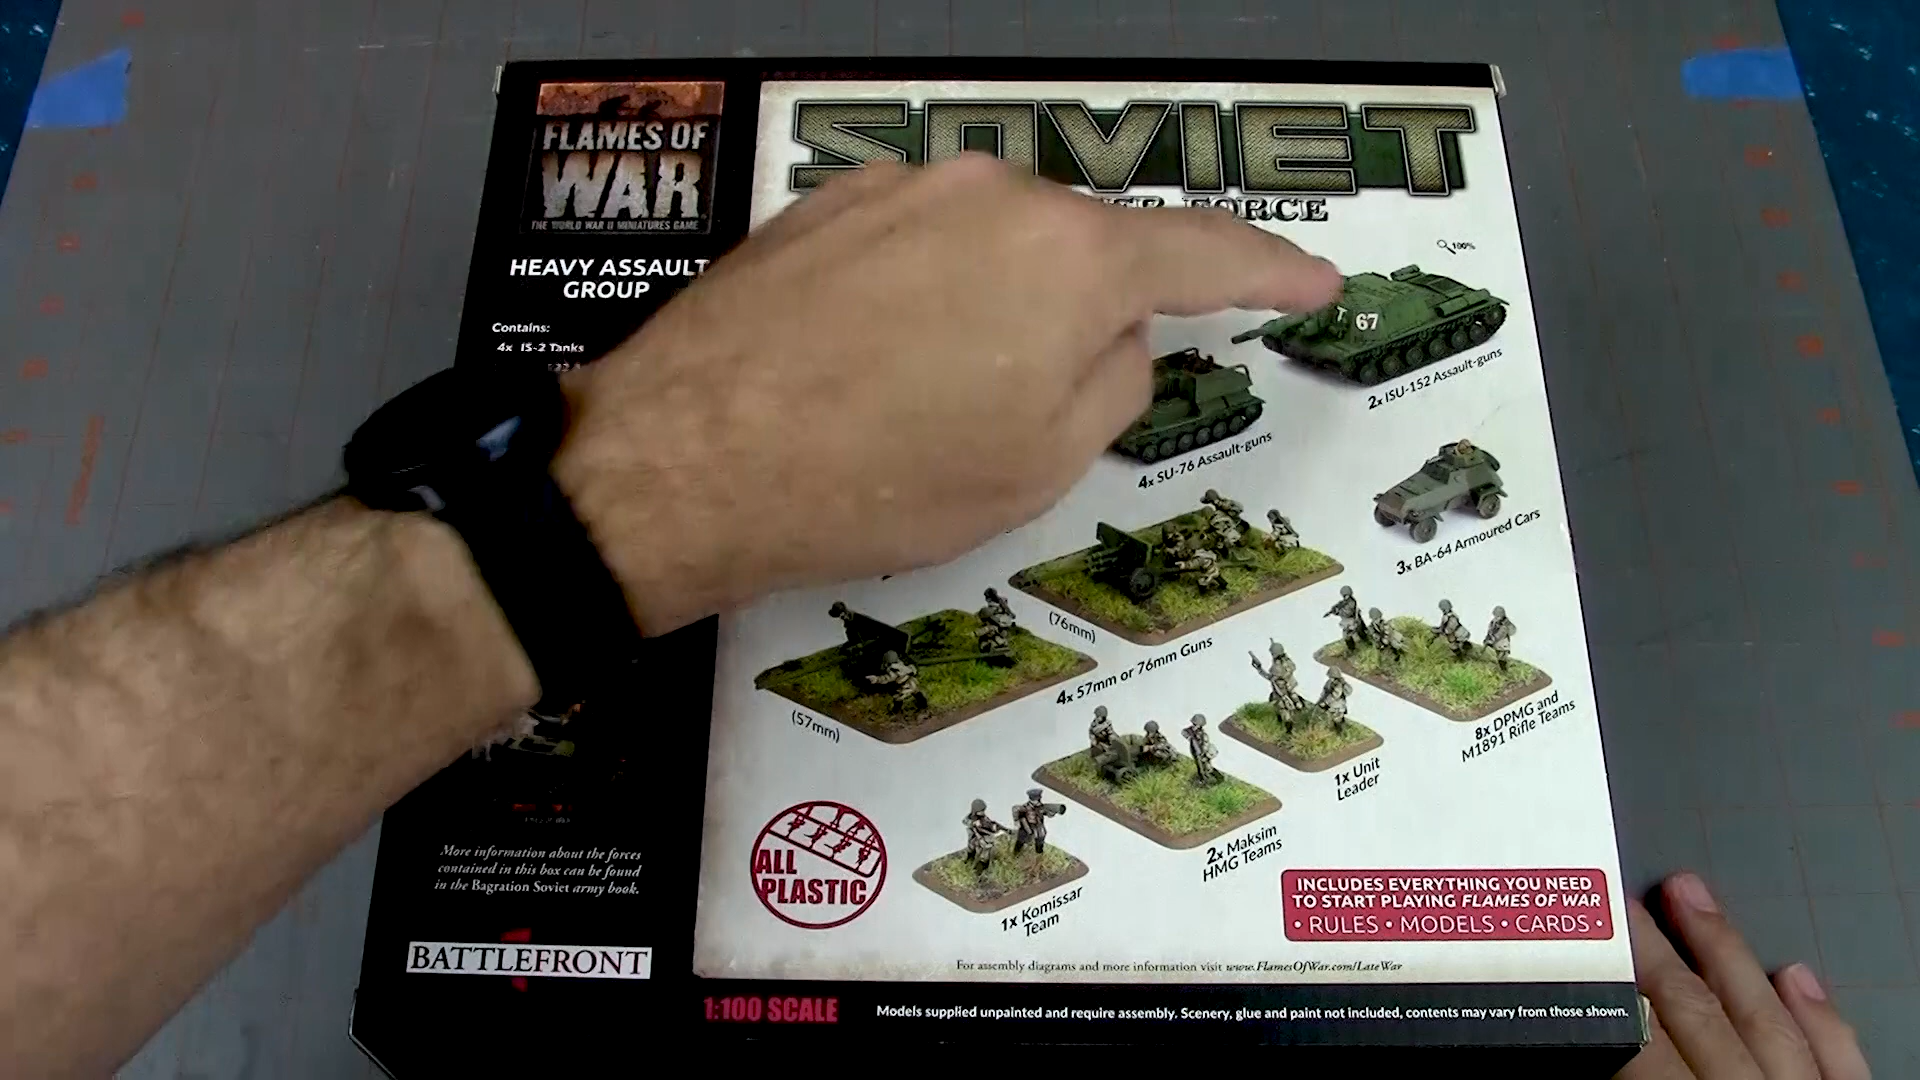 FLAMES OF
WAR
THE WORLD WAR II MINIATURES GAME
HEAVY ASSAULT
GROUP
Contains:
4x IS-2 Tanks
SOVIET
FORCE
100%
T
67
2x ISU-152 Assault-guns
4x SU-76 Assault-guns
3x BA-64 Armoured Cars
(76mm)
4x 57mm or 76mm Guns
(57mm)
8x DPMG and
M1891 Rifle Teams
1x Unit
Leader
2x Maksim
HMG Teams
1x Komissar
Team
ALL
PLASTIC
INCLUDES EVERYTHING YOU NEED
TO START PLAYING FLAMES OF WAR
• RULES • MODELS • CARDS •
More information about the forces
contained in this box can be found
in the Bagration Soviet army book.
BATTLEFRONT
For assembly diagrams and more information visit www.FlamesOfWar.com/LateWar
1:100 SCALE
Models supplied unpainted and require assembly. Scenery, glue and paint not included, contents may vary from those shown.